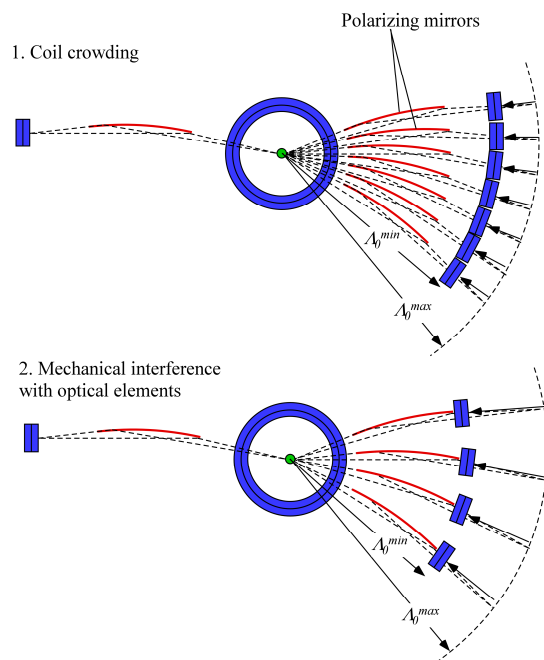 Polarizing mirrors
1. Coil crowding
Λ₀ᵐⁱⁿ
Λ₀ᵐᵃˣ
2. Mechanical interference
with optical elements
Λ₀ᵐⁱⁿ
Λ₀ᵐᵃˣ